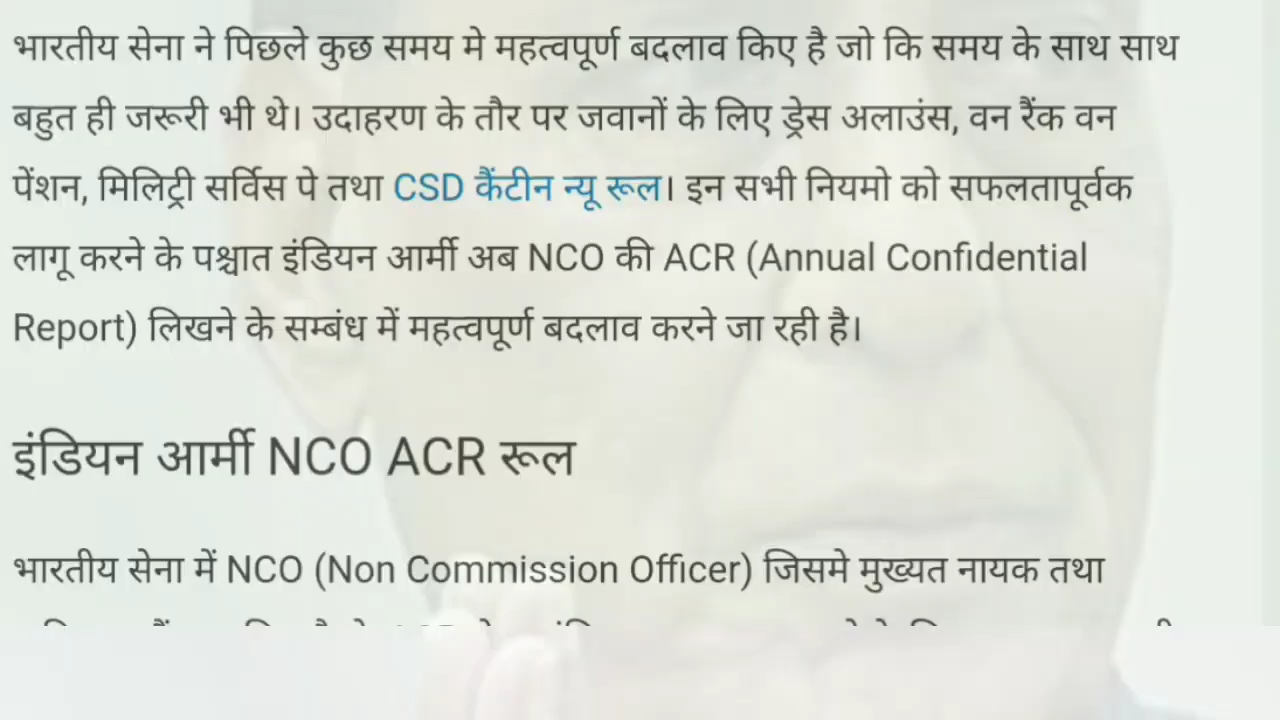 भारतीय सेना ने पिछले कुछ समय मे महत्वपूर्ण बदलाव किए है जो कि समय के साथ साथ
बहुत ही जरूरी भी थे। उदाहरण के तौर पर जवानों के लिए ड्रेस अलाउंस, वन रैंक वन
पेंशन, मिलिट्री सर्विस पे तथा CSD कैंटीन न्यू रूल। इन सभी नियमो को सफलतापूर्वक
लागू करने के पश्चात इंडियन आर्मी अब NCO की ACR (Annual Confidential
Report) लिखने के सम्बंध में महत्वपूर्ण बदलाव करने जा रही है।
इंडियन आर्मी NCO ACR रूल
भारतीय सेना में NCO (Non Commission Officer) जिसमे मुख्यत नायक तथा